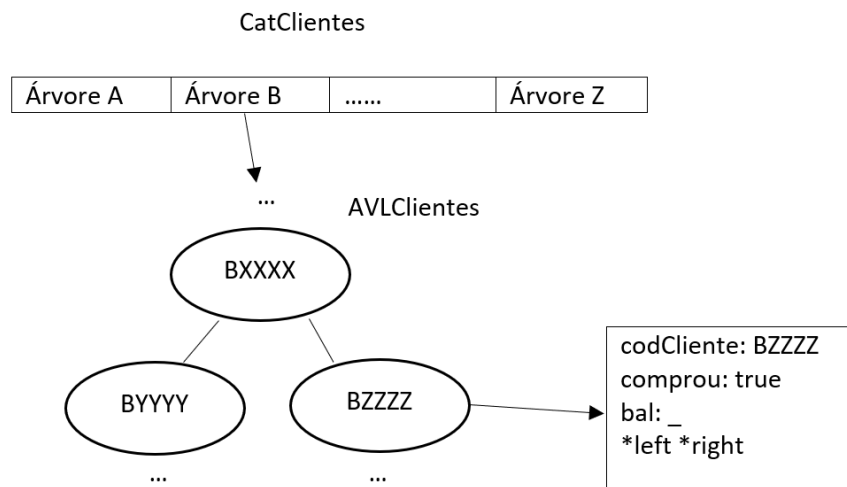 CatClientes
Árvore A Árvore B ...... Árvore Z
...
AVLClientes
BXXXX
BYYYY
BZZZZ
codCliente: BZZZZ
comprou: true
bal: _
*left *right
...
...